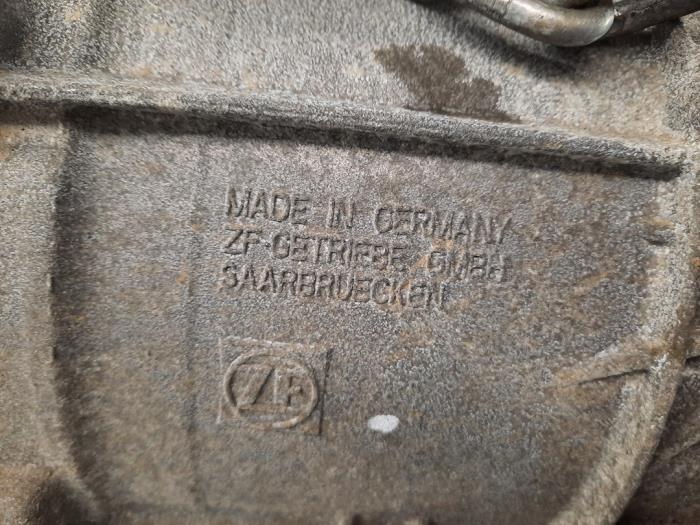 MADE IN GERMANY
ZF-GETRIEBE GMBH
SAARBRUECKEN
ZF